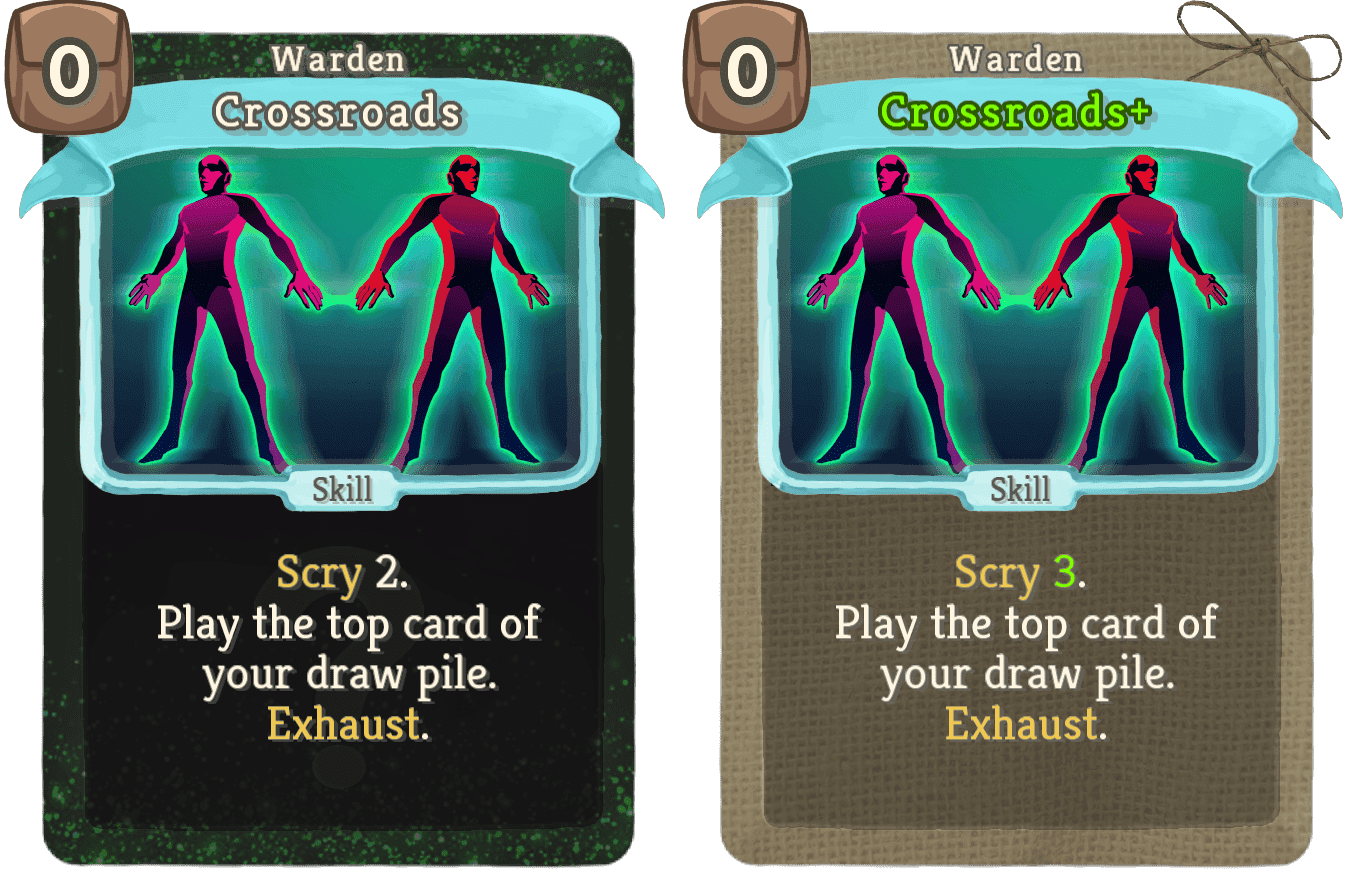 0
Warden
Crossroads
Skill
Scry 2.
Play the top card of
your draw pile.
Exhaust.
0
Warden
Crossroads+
Skill
Scry 3.
Play the top card of
your draw pile.
Exhaust.